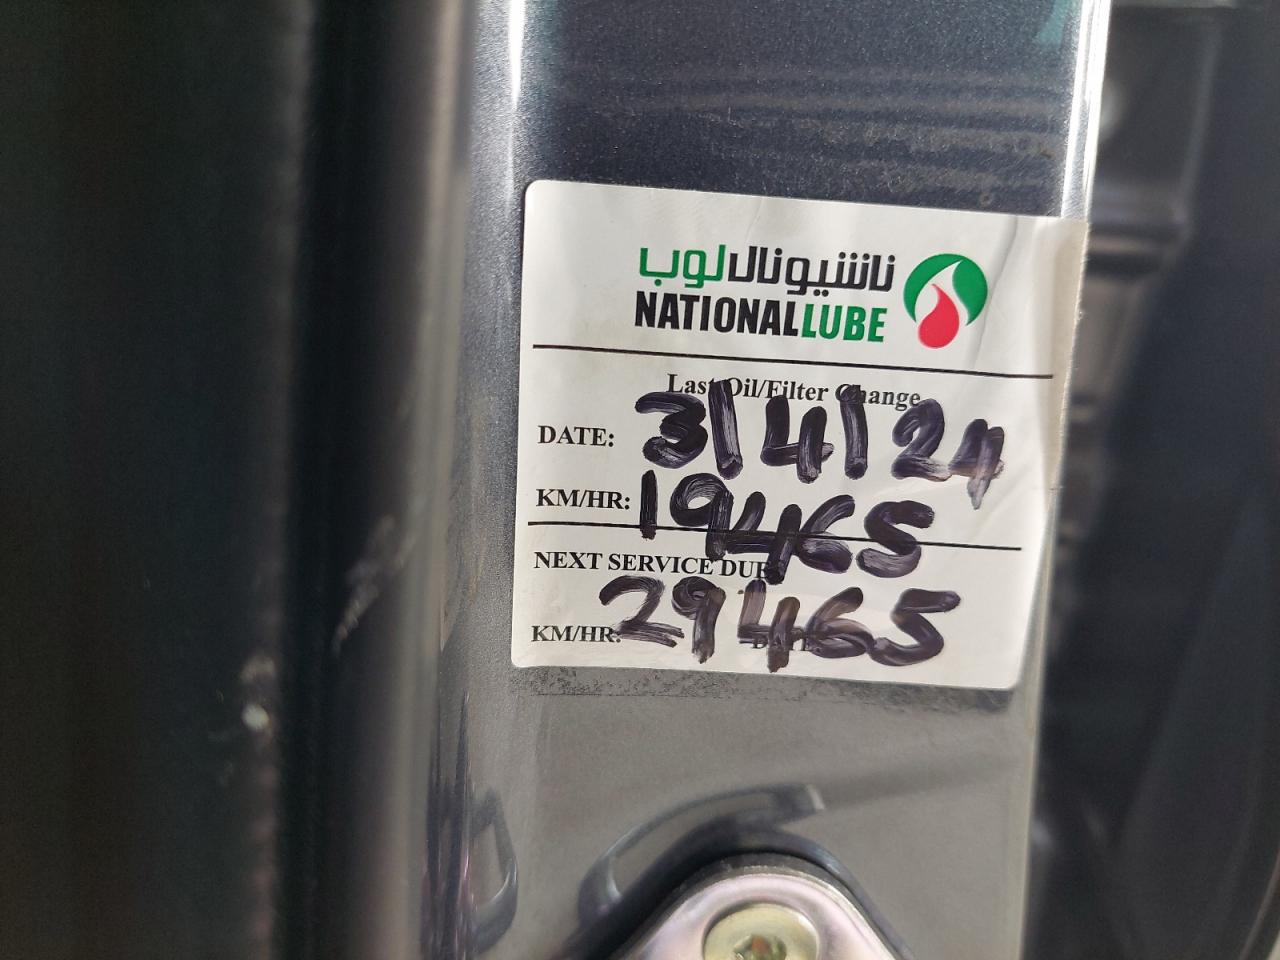 ناشيونال لوب
NATIONALLUBE
Last Oil/Filter Change
DATE: 3/4/24
KM/HR: 19465
NEXT SERVICE DUE
KM/HR: 29465 DATE: